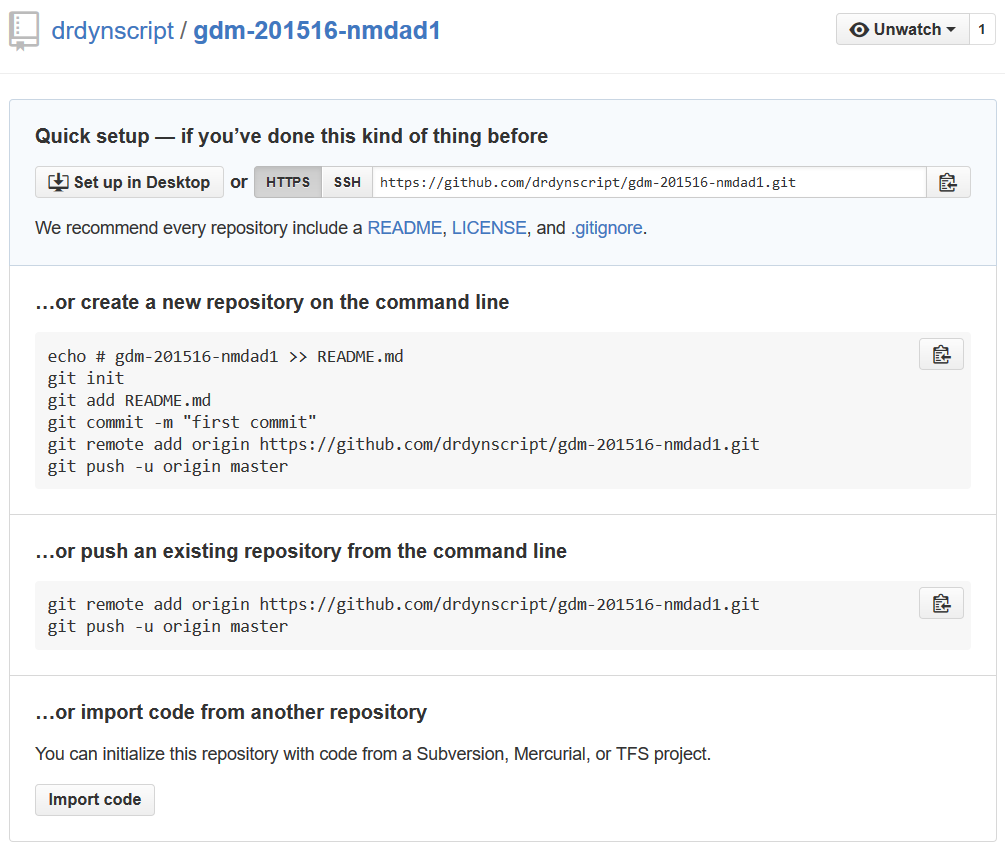 drdynscript / gdm-201516-nmdad1
Unwatch 1
Quick setup — if you’ve done this kind of thing before
Set up in Desktop or HTTPS SSH https://github.com/drdynscript/gdm-201516-nmdad1.git
We recommend every repository include a README, LICENSE, and .gitignore.
…or create a new repository on the command line
echo # gdm-201516-nmdad1 >> README.md
git init
git add README.md
git commit -m "first commit"
git remote add origin https://github.com/drdynscript/gdm-201516-nmdad1.git
git push -u origin master
…or push an existing repository from the command line
git remote add origin https://github.com/drdynscript/gdm-201516-nmdad1.git
git push -u origin master
…or import code from another repository
You can initialize this repository with code from a Subversion, Mercurial, or TFS project.
Import code